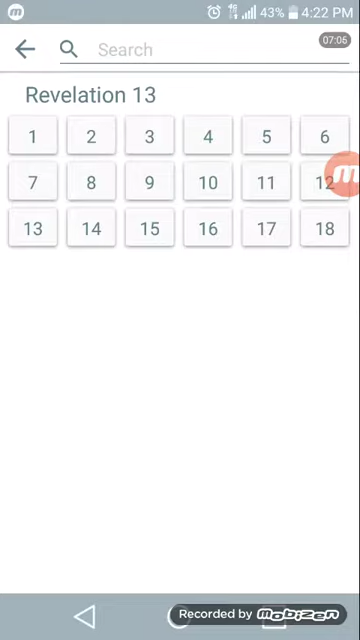 m 4G 43% 4:22 PM
Search 07:06
Revelation 13
1 2 3 4 5 6
7 8 9 10 11 12
13 14 15 16 17 18
Recorded by mobizen